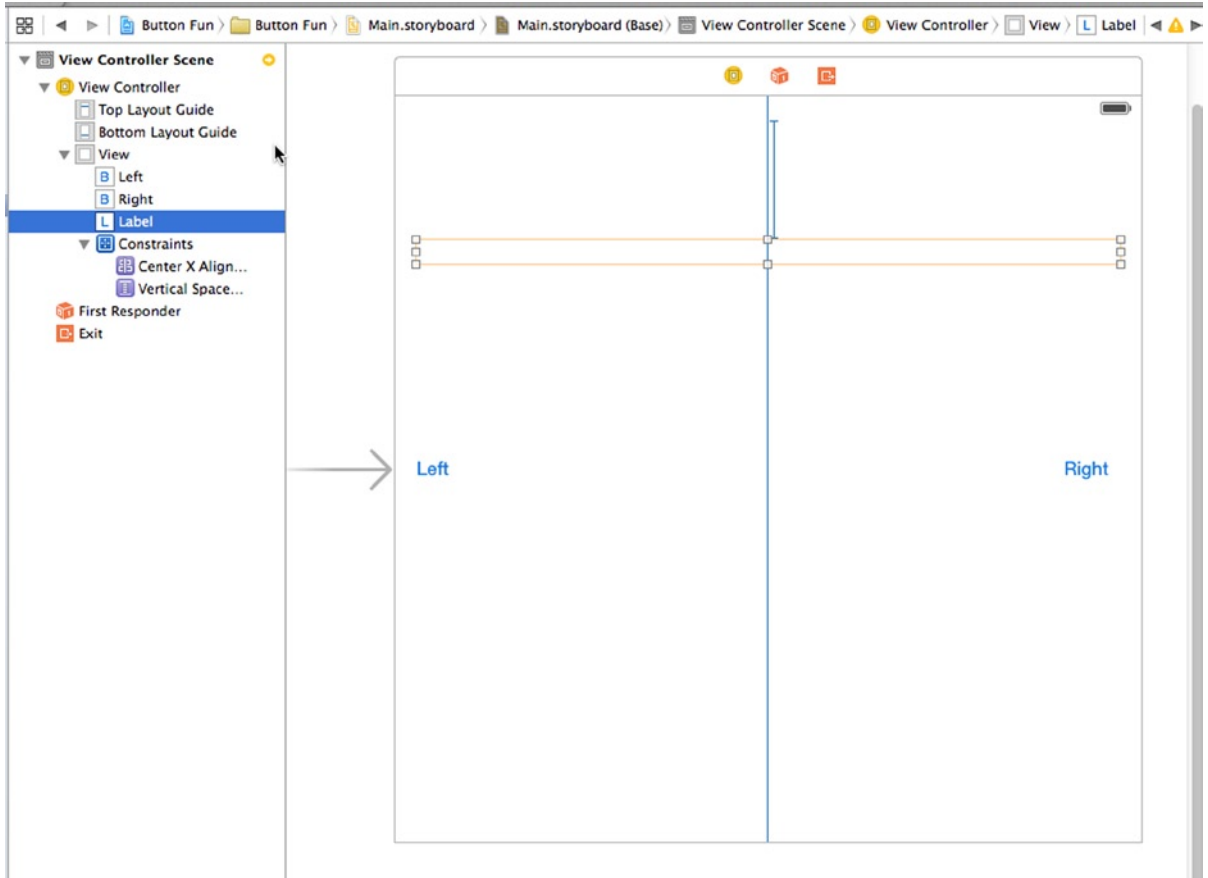 Button Fun Button Fun Main.storyboard Main.storyboard (Base) View Controller Scene View Controller View L Label
View Controller Scene
View Controller
Top Layout Guide
Bottom Layout Guide
View
B Left
B Right
L Label
Constraints
Center X Align...
Vertical Space...
First Responder
Exit
Left Right